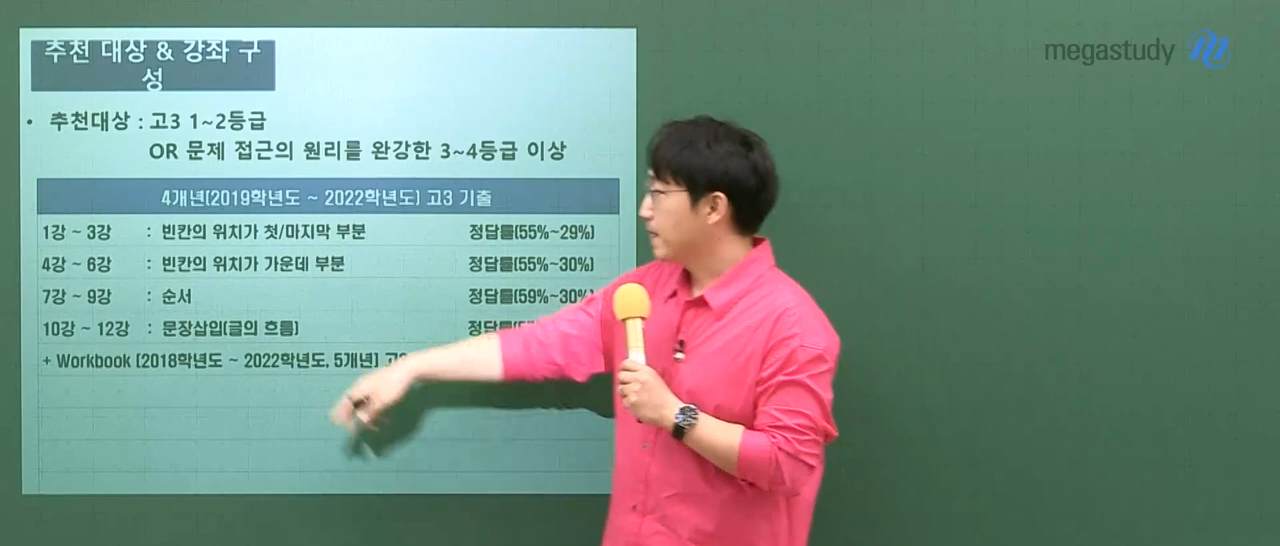 megastudy
추천 대상 & 강좌 구
성
• 추천대상 : 고3 1~2등급
OR 문제 접근의 원리를 완강한 3~4등급 이상
4개년(2019학년도 ~ 2022학년도) 고3 기출
1강 ~ 3강 : 빈칸의 위치가 첫/마지막 부분 정답률(55%~29%)
4강 ~ 6강 : 빈칸의 위치가 가운데 부분 정답률(55%~30%)
7강 ~ 9강 : 순서 정답률(59%~30%)
10강 ~ 12강 : 문장삽입(글의 흐름)
+ Workbook (2018학년도 ~ 2022학년도, 5개년)